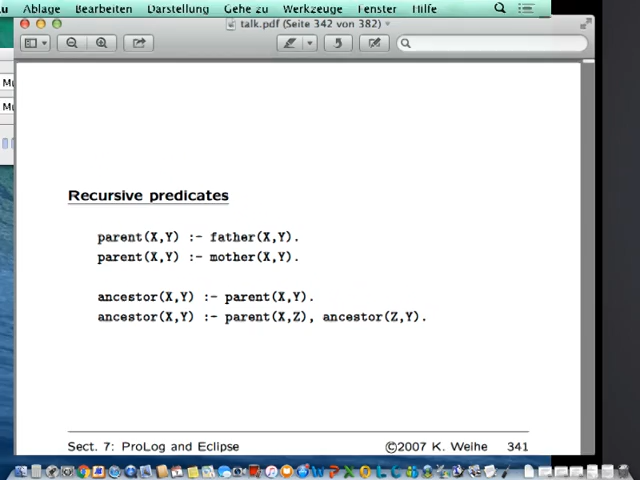 Ablage Bearbeiten Darstellung Gehe zu Werkzeuge Fenster Hilfe
talk.pdf (Seite 342 von 382)
Recursive predicates
parent(X,Y) :- father(X,Y).
parent(X,Y) :- mother(X,Y).
ancestor(X,Y) :- parent(X,Y).
ancestor(X,Y) :- parent(X,Z), ancestor(Z,Y).
Sect. 7: ProLog and Eclipse ©2007 K. Weihe 341